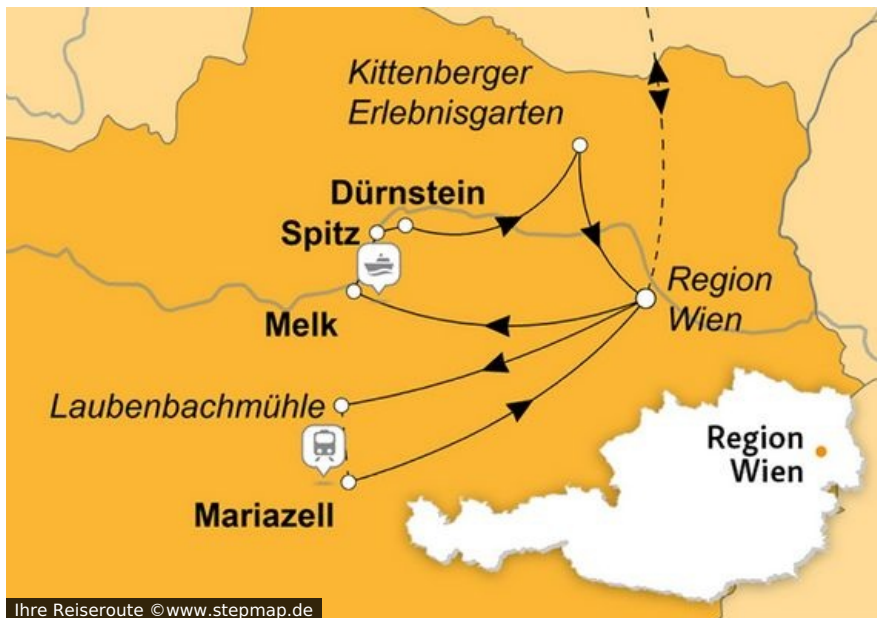 Kittenberger
Erlebnisgarten
Dürnstein
Spitz
Region
Wien
Melk
Laubenbachmühle
Region
Wien
Mariazell
Ihre Reiseroute ©www.stepmap.de